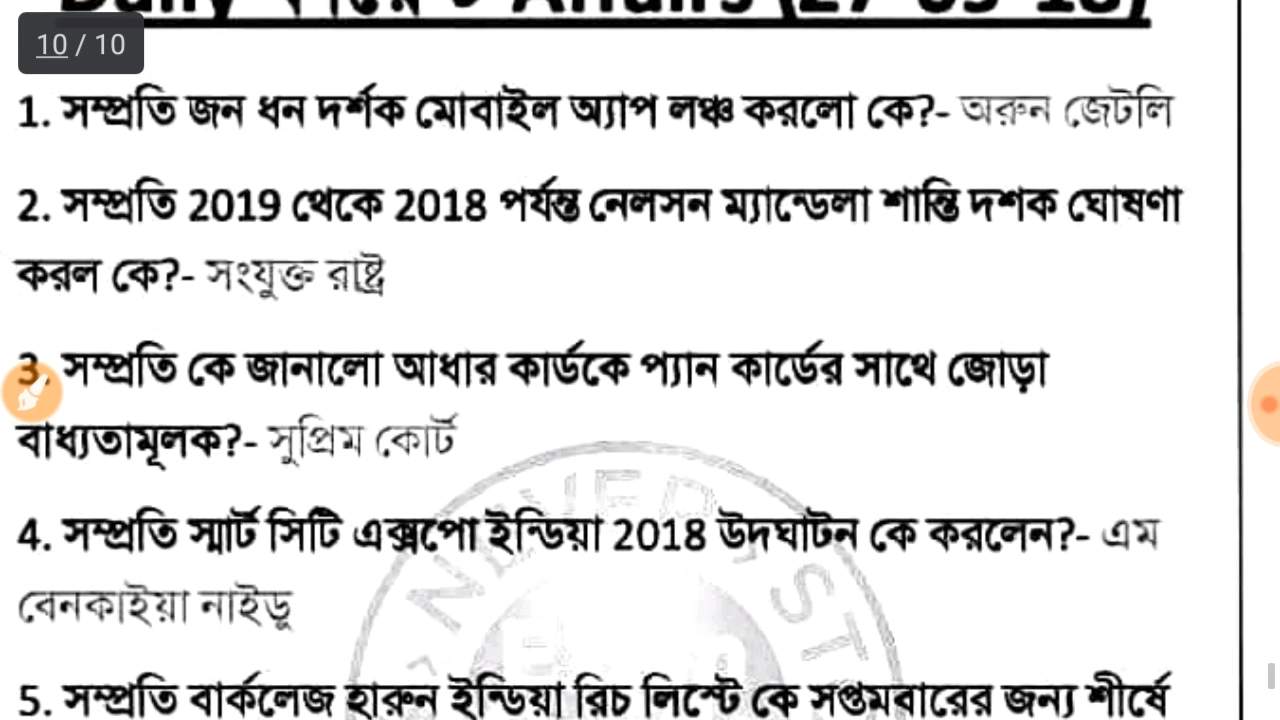 10 / 10
1. সম্প্রতি জন ধন দর্শক মোবাইল অ্যাপ লঞ্চ করলো কে?- অরুন জেটলি
2. সম্প্রতি 2019 থেকে 2018 পর্যন্ত নেলসন ম্যান্ডেলা শান্তি দশক ঘোষণা
করল কে?- সংযুক্ত রাষ্ট্র
3. সম্প্রতি কে জানালো আধার কার্ডকে প্যান কার্ডের সাথে জোড়া
বাধ্যতামূলক?- সুপ্রিম কোর্ট
4. সম্প্রতি স্মার্ট সিটি এক্সপো ইন্ডিয়া 2018 উদঘাটন কে করলেন?- এম
বেনকাইয়া নাইডু
5. সম্প্রতি বার্কলেজ হারুন ইন্ডিয়া রিচ লিস্টে কে সপ্তমবারের জন্য শীর্ষে